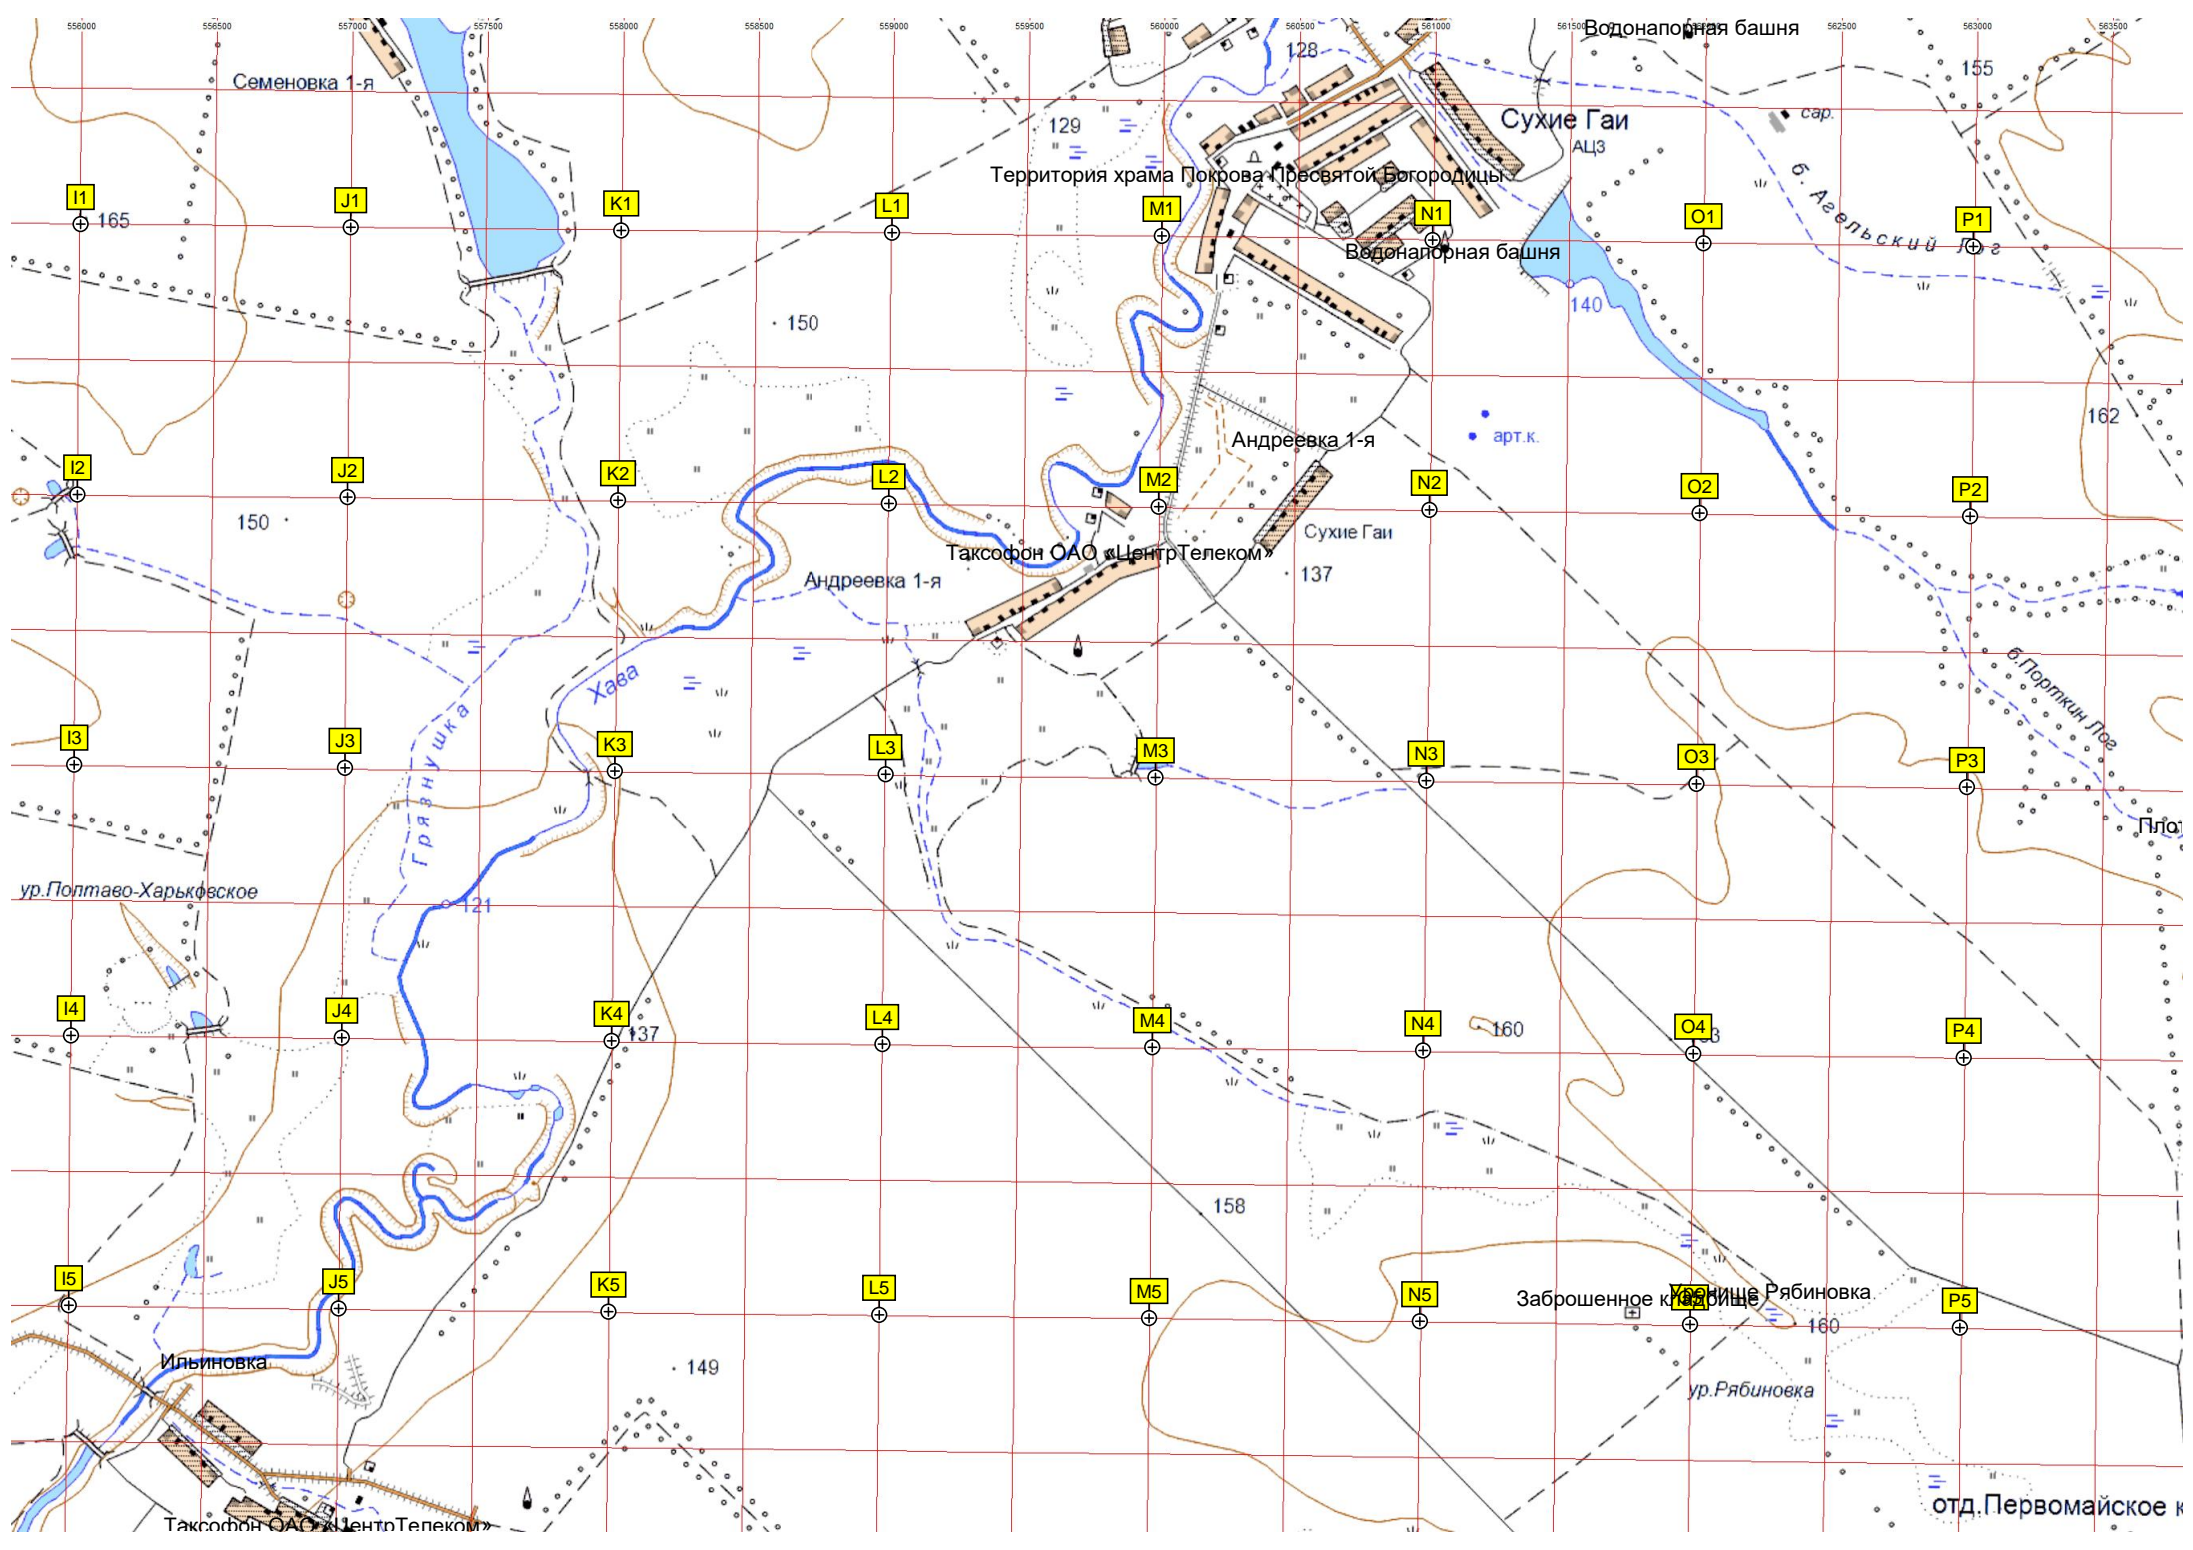 556000 556500 557000 557500 558000 558500 559000 559500 560000 560500 561000 561500 562500 563000 563500
Водонапорная башня
128
155
Семеновка 1-я
129
Сухие Гаи
сар.
АЦЗ
Территория храма Покрова Пресвятой Богородицы
б. Агельский Лог
I1 J1 K1 L1 M1 N1 O1 P1
165
Водонапорная башня
140
150
162
арт.к.
Андреевка 1-я
I2 J2 K2 L2 M2 N2 O2 P2
150
Сухие Гаи
Таксофон ОАО «ЦентрТелеком»
137
Андреевка 1-я
б.Порткин Лог
Хава
Грязнушка
I3 J3 K3 L3 M3 N3 O3 P3
Плот
ур.Полтаво-Харьковское
121
I4 J4 K4 L4 M4 N4 O4 P4
137
160
158
I5 J5 K5 L5 M5 N5 P5
Урочище Рябиновка
Заброшенное кладбище
160
Ильиновка
149
ур.Рябиновка
отд.Первомайское к
Таксофон ОАО «ЦентрТелеком»